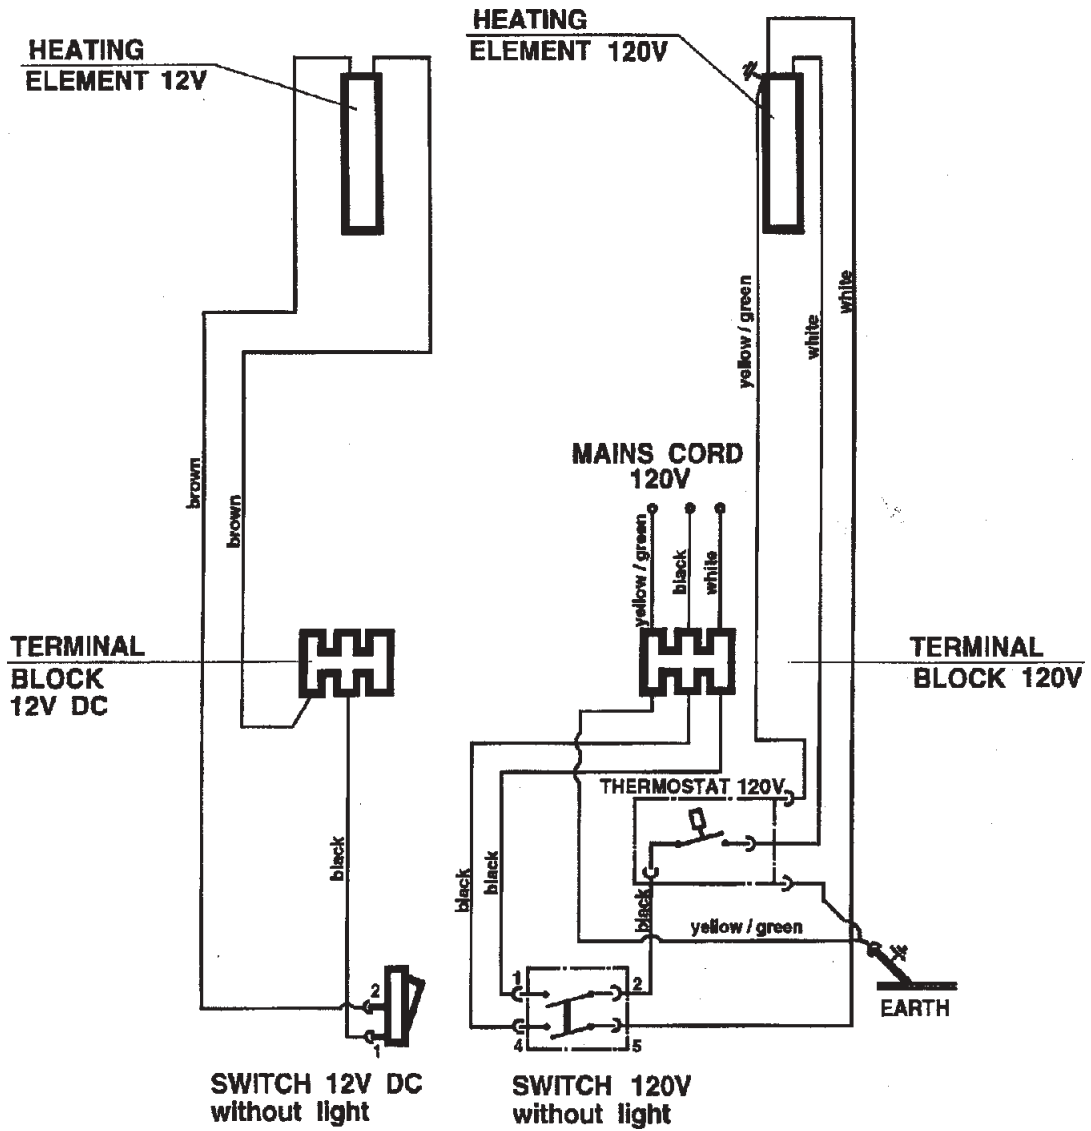 HEATING
ELEMENT 12V
HEATING
ELEMENT 120V
yellow / green
white
white
MAINS CORD
120V
brown
brown
yellow / green
black
white
TERMINAL
BLOCK
12V DC
TERMINAL
BLOCK 120V
THERMOSTAT 120V
black
black
black
black
yellow / green
2
1
1
2
4
5
EARTH
SWITCH 12V DC
without light
SWITCH 120V
without light